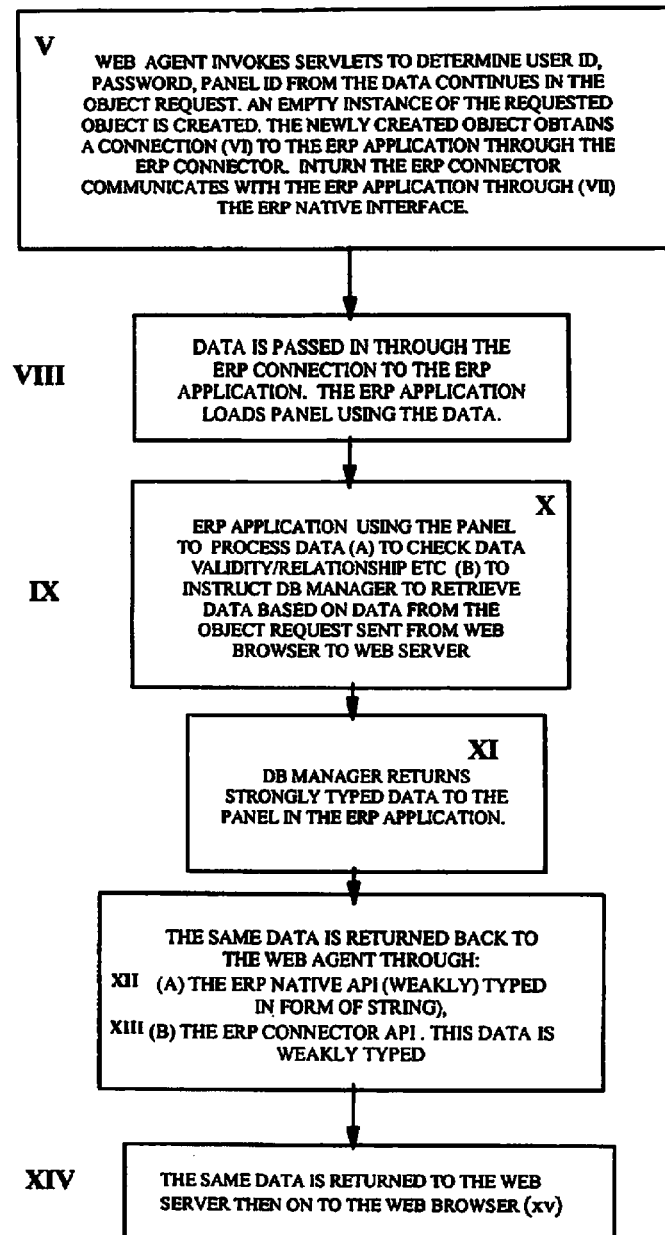 V
WEB AGENT INVOKES SERVLETS TO DETERMINE USER ID,
PASSWORD, PANEL ID FROM THE DATA CONTINUES IN THE
OBJECT REQUEST. AN EMPTY INSTANCE OF THE REQUESTED
OBJECT IS CREATED. THE NEWLY CREATED OBJECT OBTAINS
A CONNECTION (VI) TO THE ERP APPLICATION THROUGH THE
ERP CONNECTOR. INTURN THE ERP CONNECTOR
COMMUNICATES WITH THE ERP APPLICATION THROUGH (VII)
THE ERP NATIVE INTERFACE.
VIII
DATA IS PASSED IN THROUGH THE
ERP CONNECTION TO THE ERP
APPLICATION. THE ERP APPLICATION
LOADS PANEL USING THE DATA.
X
IX
ERP APPLICATION USING THE PANEL
TO PROCESS DATA (A) TO CHECK DATA
VALIDITY/RELATIONSHIP ETC (B) TO
INSTRUCT DB MANAGER TO RETRIEVE
DATA BASED ON DATA FROM THE
OBJECT REQUEST SENT FROM WEB
BROWSER TO WEB SERVER
XI
DB MANAGER RETURNS
STRONGLY TYPED DATA TO THE
PANEL IN THE ERP APPLICATION.
THE SAME DATA IS RETURNED BACK TO
THE WEB AGENT THROUGH:
XII (A) THE ERP NATIVE API (WEAKLY) TYPED
IN FORM OF STRING),
XIII (B) THE ERP CONNECTOR API . THIS DATA IS
WEAKLY TYPED
XIV
THE SAME DATA IS RETURNED TO THE WEB
SERVER THEN ON TO THE WEB BROWSER (xv)